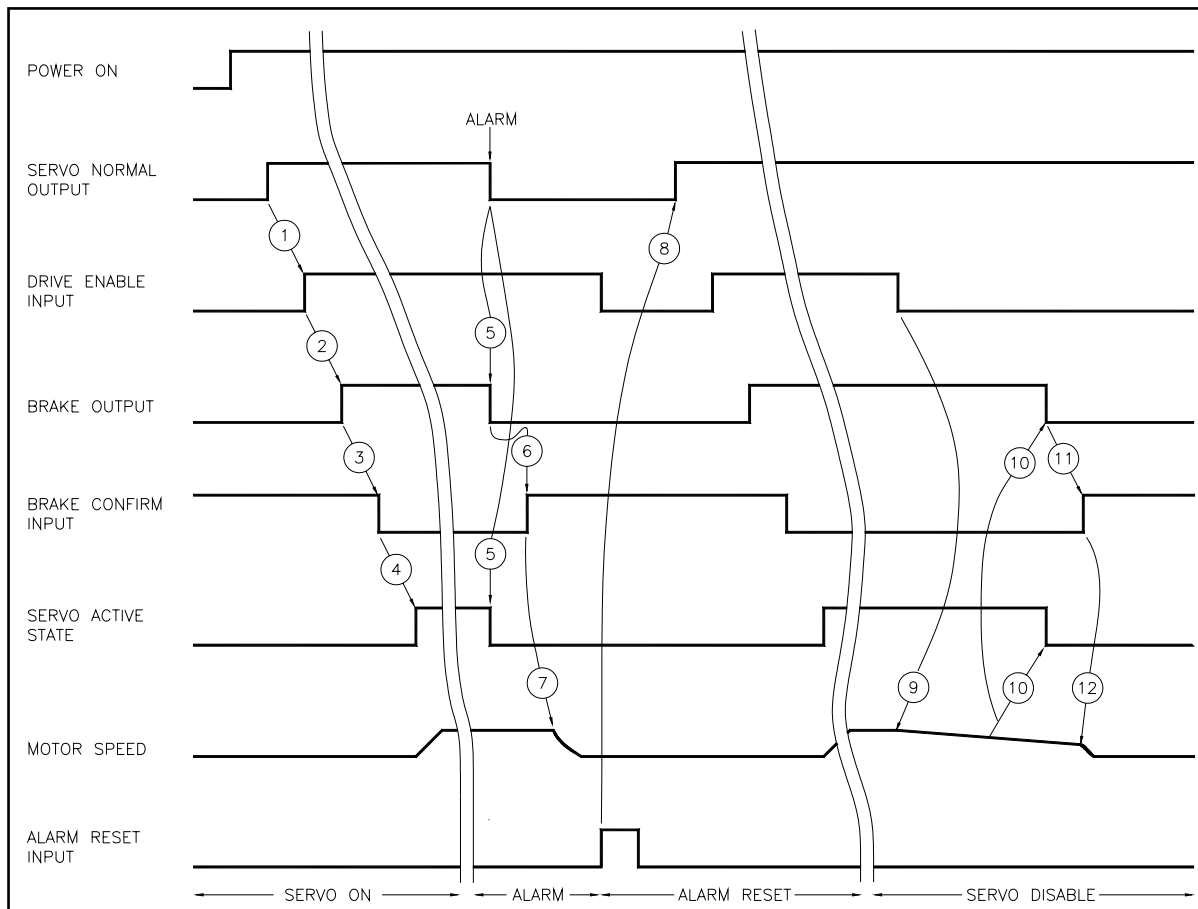 POWER ON
ALARM
SERVO NORMAL
OUTPUT
1
8
DRIVE ENABLE
INPUT
2
5
BRAKE OUTPUT
3
6
10
11
BRAKE CONFIRM
INPUT
4
5
SERVO ACTIVE
STATE
7
9
10
12
MOTOR SPEED
ALARM RESET
INPUT
SERVO ON
ALARM
ALARM RESET
SERVO DISABLE